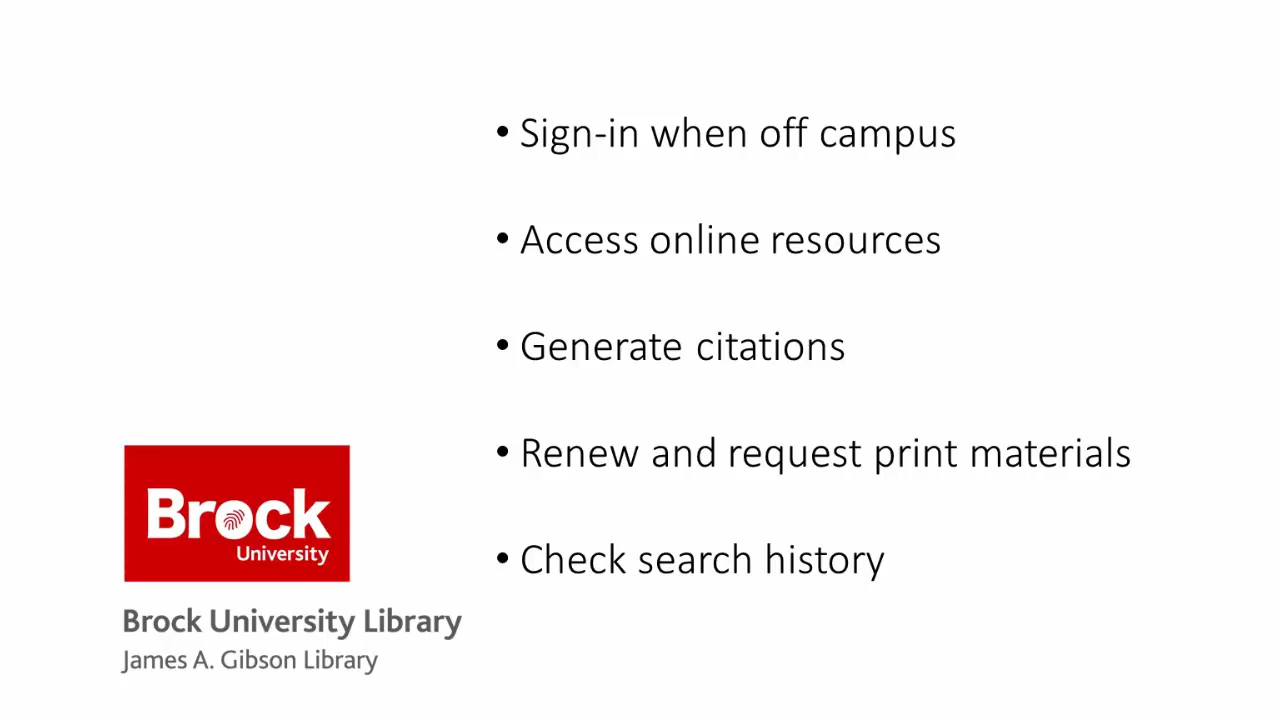 • Sign-in when off campus
• Access online resources
• Generate citations
• Renew and request print materials
• Check search history
Brock
University
Brock University Library
James A. Gibson Library